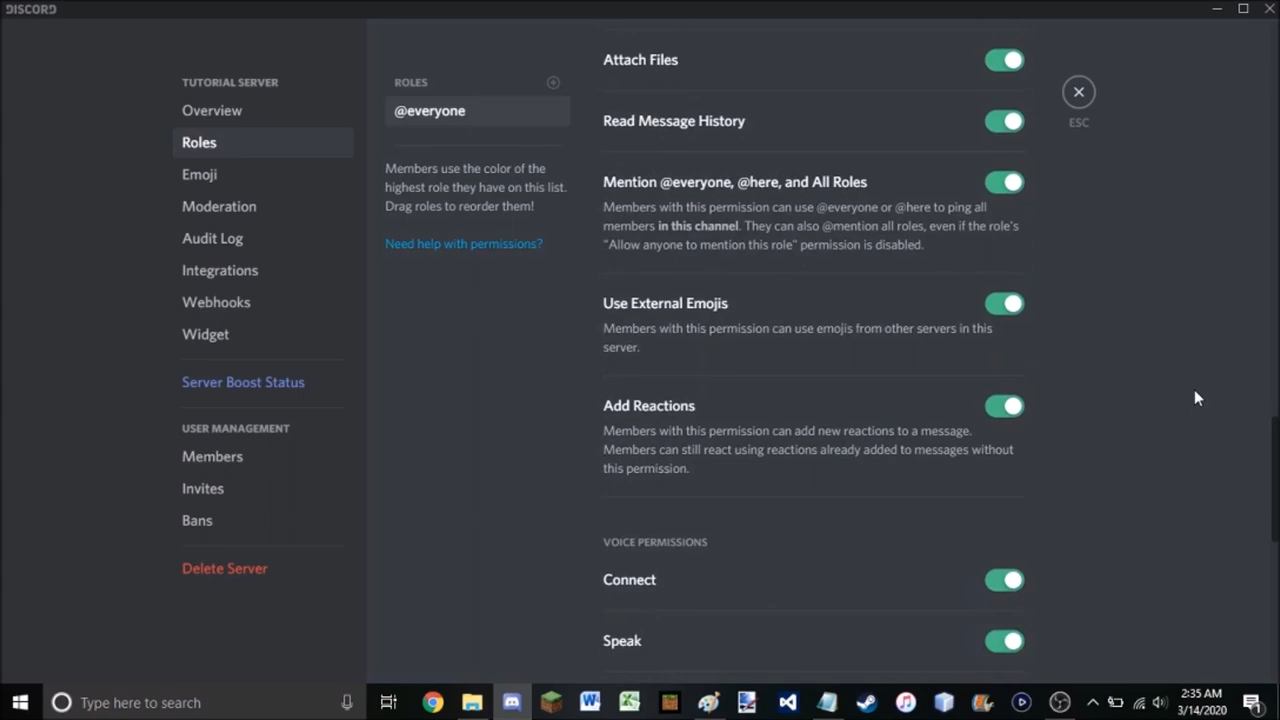 DISCORD
TUTORIAL SERVER
Overview
Roles
Emoji
Moderation
Audit Log
Integrations
Webhooks
Widget
Server Boost Status
USER MANAGEMENT
Members
Invites
Bans
Delete Server
ROLES
@everyone
Members use the color of the
highest role they have on this list.
Drag roles to reorder them!
Need help with permissions?
Attach Files
Read Message History
Mention @everyone, @here, and All Roles
Members with this permission can use @everyone or @here to ping all
members in this channel. They can also @mention all roles, even if the role's
"Allow anyone to mention this role" permission is disabled.
Use External Emojis
Members with this permission can use emojis from other servers in this
server.
Add Reactions
Members with this permission can add new reactions to a message.
Members can still react using reactions already added to messages without
this permission.
VOICE PERMISSIONS
Connect
Speak
ESC
Type here to search
2:35 AM
3/14/2020
1